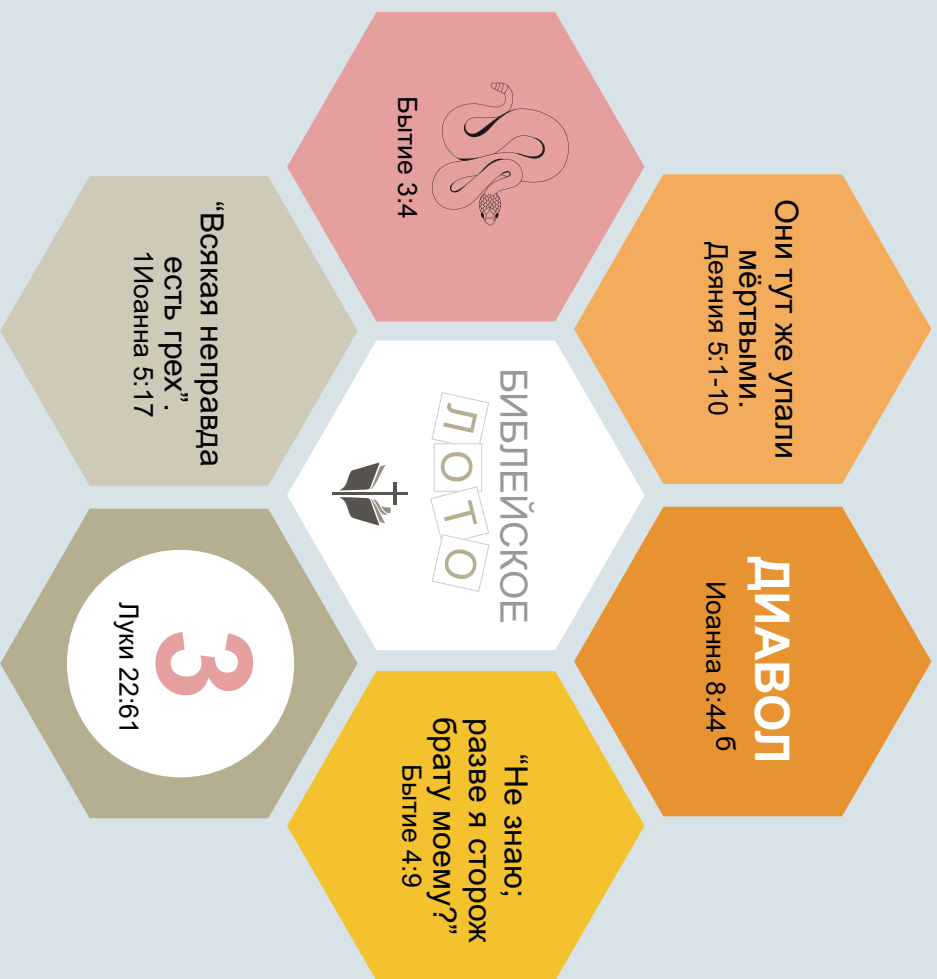 Они тут же упали
мёртвыми.
Деяния 5:1-10
ДИАВОЛ
Иоанна 8:44б
Бытие 3:4
БИБЛЕЙСКОЕ
ЛОТО
“Не знаю;
разве я сторож
брату моему?”
Бытие 4:9
“Всякая неправда
есть грех”.
1Иоанна 5:17
3
Луки 22:61